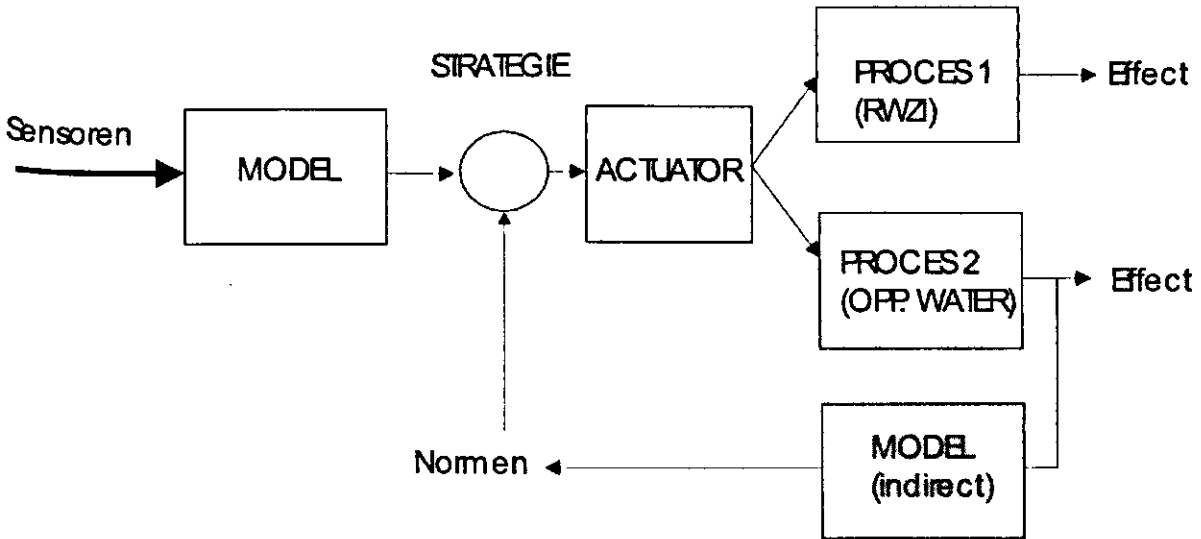 STRATEGIE
Sensoren
MODEL
ACTUATOR
PROCES 1
(RWZI)
Effect
PROCES 2
(OPP. WATER)
Effect
MODEL
(indirect)
Normen